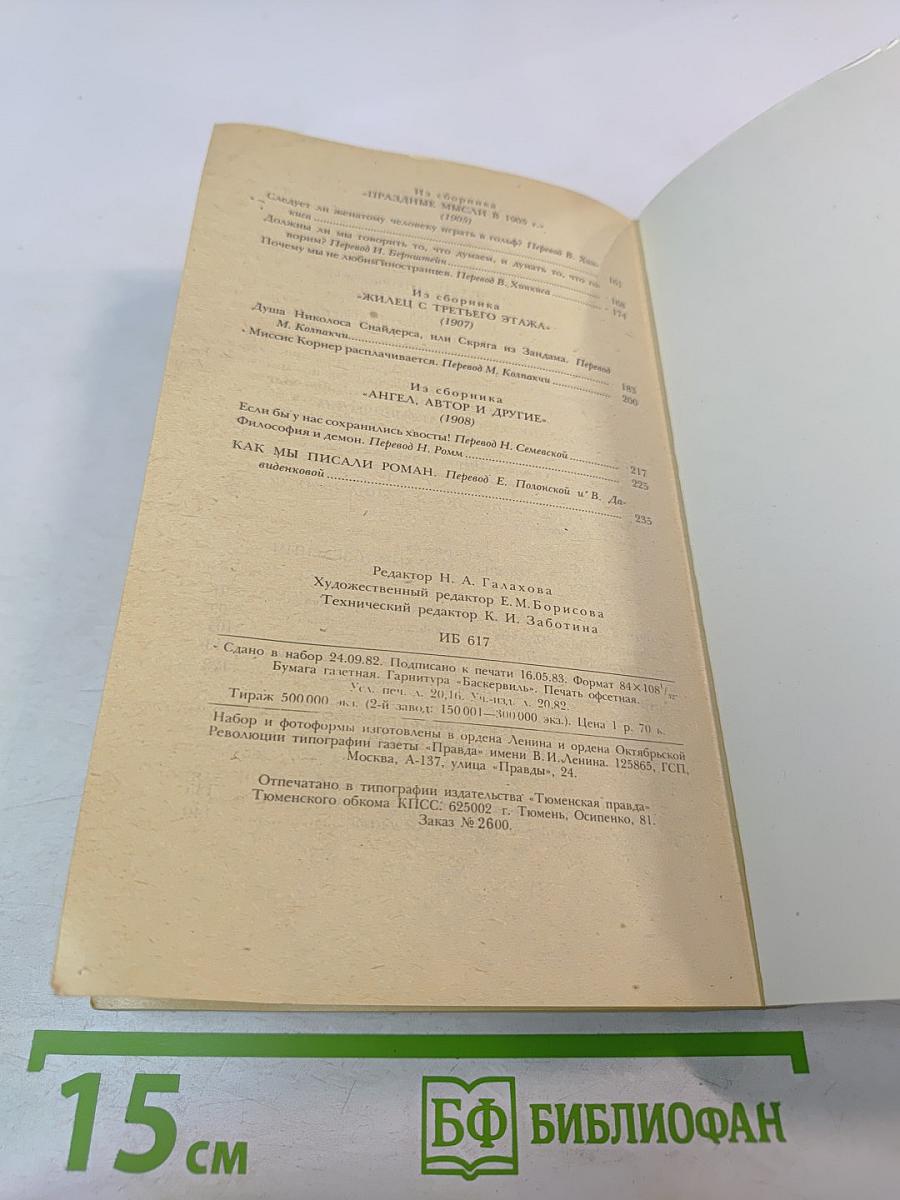 Из сборника
«ПРАЗДНЫЕ МЫСЛИ В 1905 г.»
(1905)
Следует ли женатому человеку играть в гольф? Перевод В. Хин-
киса 161
Должны ли мы говорить то, что думаем, и думать то, что го-
ворим? Перевод И. Бернштейн 168
Почему мы не любим иностранцев. Перевод В. Хинкиса 174
Из сборника
«ЖИЛЕЦ С ТРЕТЬЕГО ЭТАЖА»
(1907)
Душа Николоса Снайдерса, или Скряга из Зандама. Перевод
М. Колпакчи 185
Миссис Корнер расплачивается. Перевод М. Колпакчи 200
Из сборника
«АНГЕЛ, АВТОР И ДРУГИЕ»
(1908)
Если бы у нас сохранились хвосты! Перевод Н. Семевской 217
Философия и демон. Перевод Н. Ромм 225
КАК МЫ ПИСАЛИ РОМАН. Перевод Е. Полонской и В. Да-
виденковой 235
Редактор Н. А. Галахова
Художественный редактор Е. М. Борисова
Технический редактор К. И. Заботина
ИБ 617
Сдано в набор 24.09.82. Подписано к печати 16.05.83. Формат 84×108¹/₃₂.
Бумага газетная. Гарнитура «Баскервиль». Печать офсетная.
Усл. печ. л. 20,16. Уч.-изд. л. 20,82.
Тираж 500 000 экз. (2-й завод: 150 001—300 000 экз.). Цена 1 р. 70 к.
Набор и фотоформы изготовлены в ордена Ленина и ордена Октябрьской
Революции типографии газеты «Правда» имени В. И. Ленина. 125865, ГСП,
Москва, А-137, улица «Правды», 24.
Отпечатано в типографии издательства «Тюменская правда»
Тюменского обкома КПСС. 625002 г. Тюмень, Осипенко, 81.
Заказ № 2600.
15 см
БФ БИБЛИОФАН